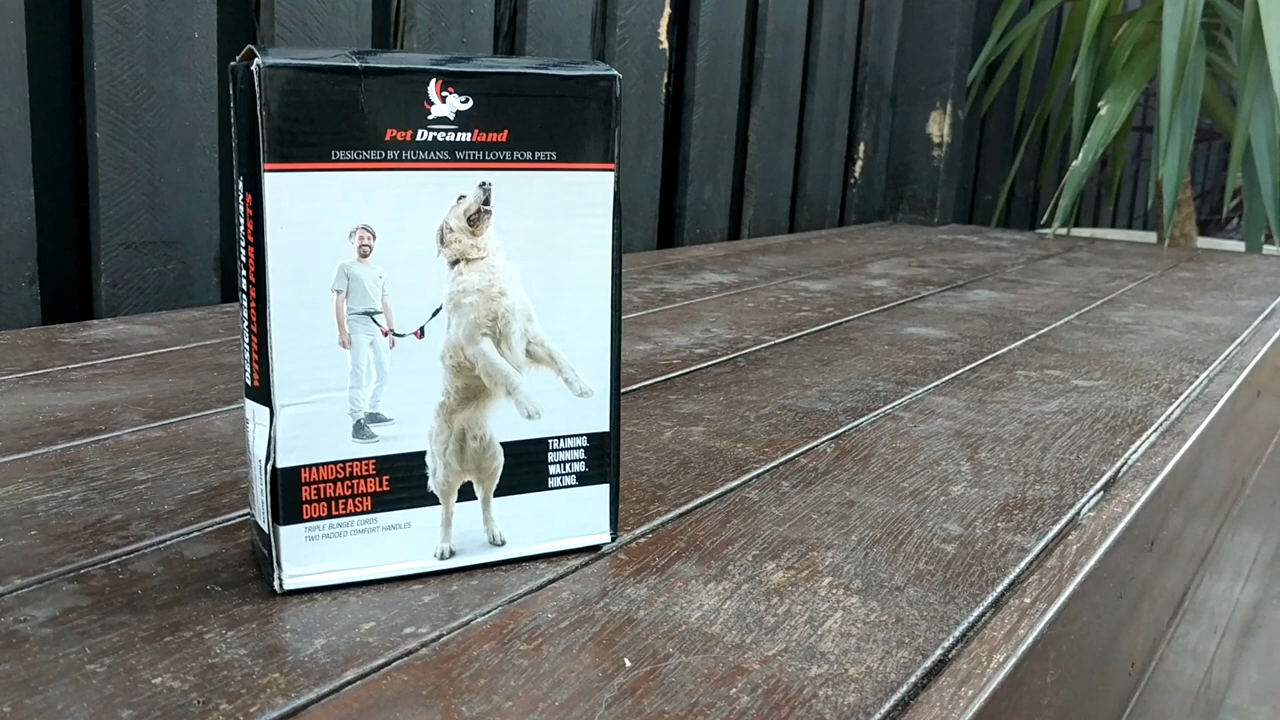 Pet Dreamland
DESIGNED BY HUMANS. WITH LOVE FOR PETS
HANDSFREE
RETRACTABLE
DOG LEASH
TRIPLE BUNGEE CORDS
TWO PADDED COMFORT HANDLES
TRAINING.
RUNNING.
WALKING.
HIKING.
DESIGNED BY HUMANS.
WITH LOVE FOR PETS